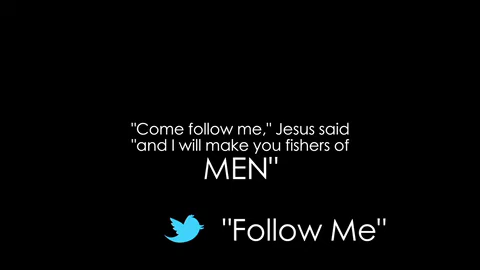 "Come follow me," Jesus said
"and I will make you fishers of
MEN"
"Follow Me"